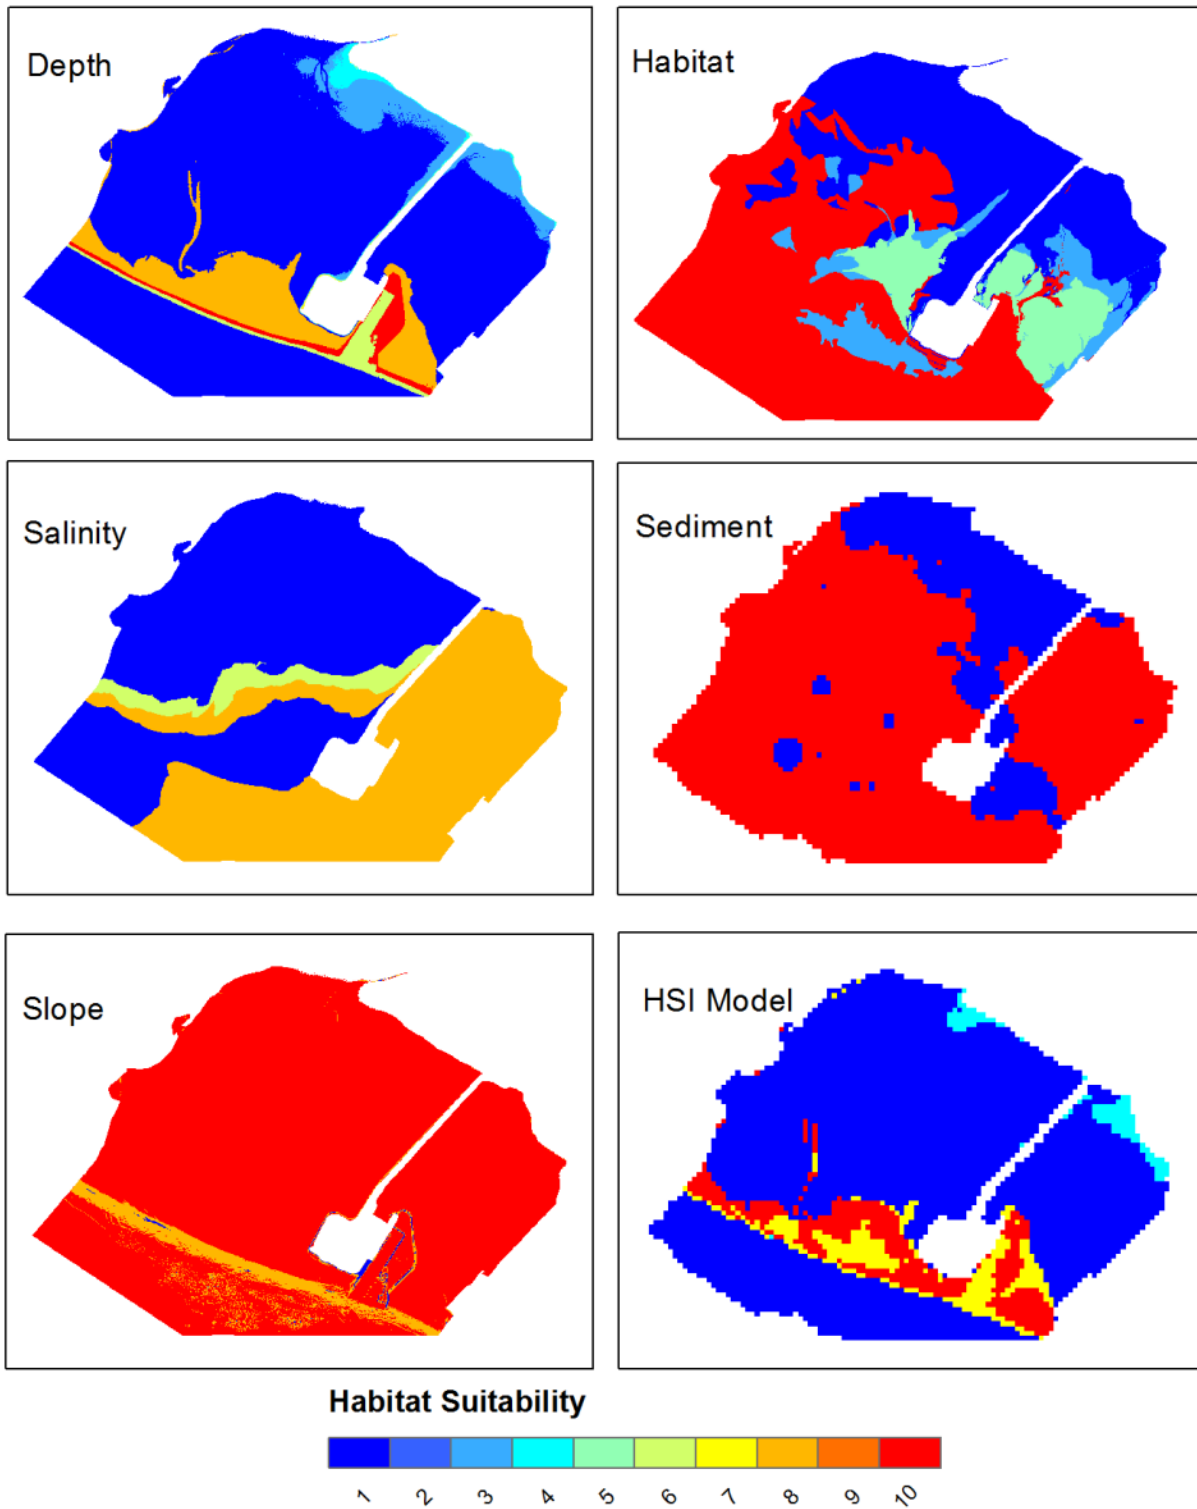 Depth
Habitat
Salinity
Sediment
Slope
HSI Model
Habitat Suitability
1 2 3 4 5 6 7 8 9 10